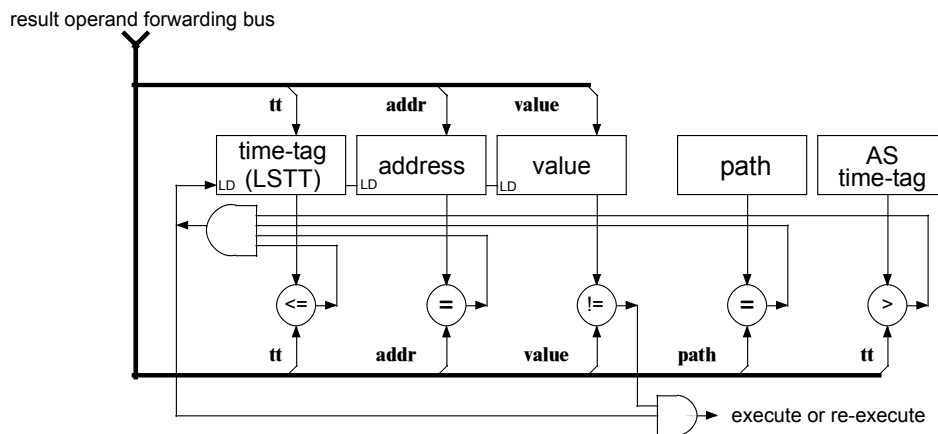 result operand forwarding bus
tt addr value
time-tag (LSTT) address value path AS time-tag
LD LD LD
<= = != = >
tt addr value path tt
execute or re-execute